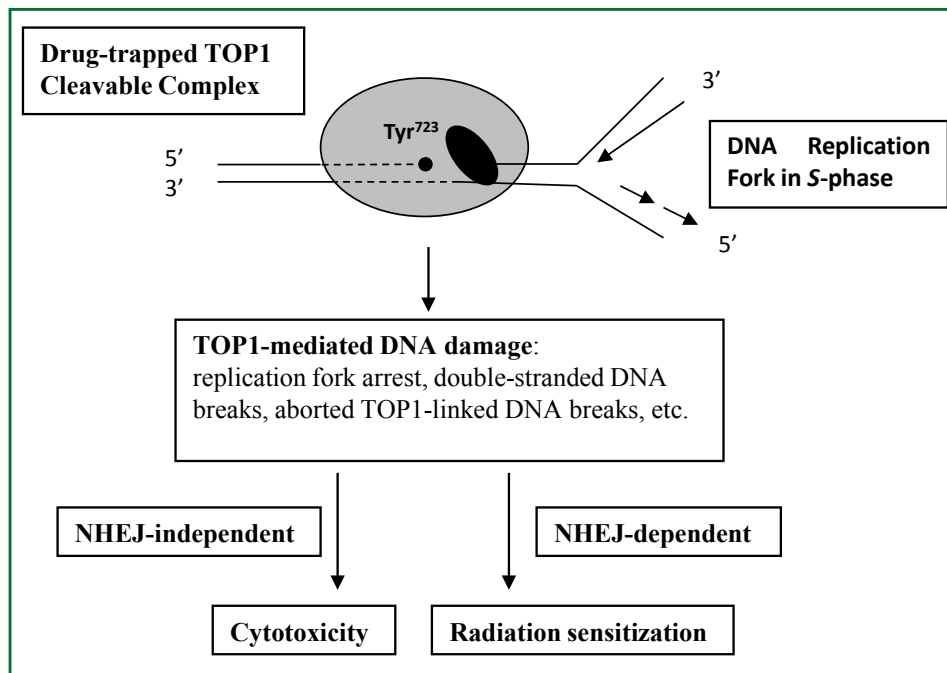 Drug-trapped TOP1
Cleavable Complex
Tyr723
3’
5’
3’
DNA Replication
Fork in S-phase
5’
TOP1-mediated DNA damage:
replication fork arrest, double-stranded DNA
breaks, aborted TOP1-linked DNA breaks, etc.
NHEJ-independent
NHEJ-dependent
Cytotoxicity
Radiation sensitization